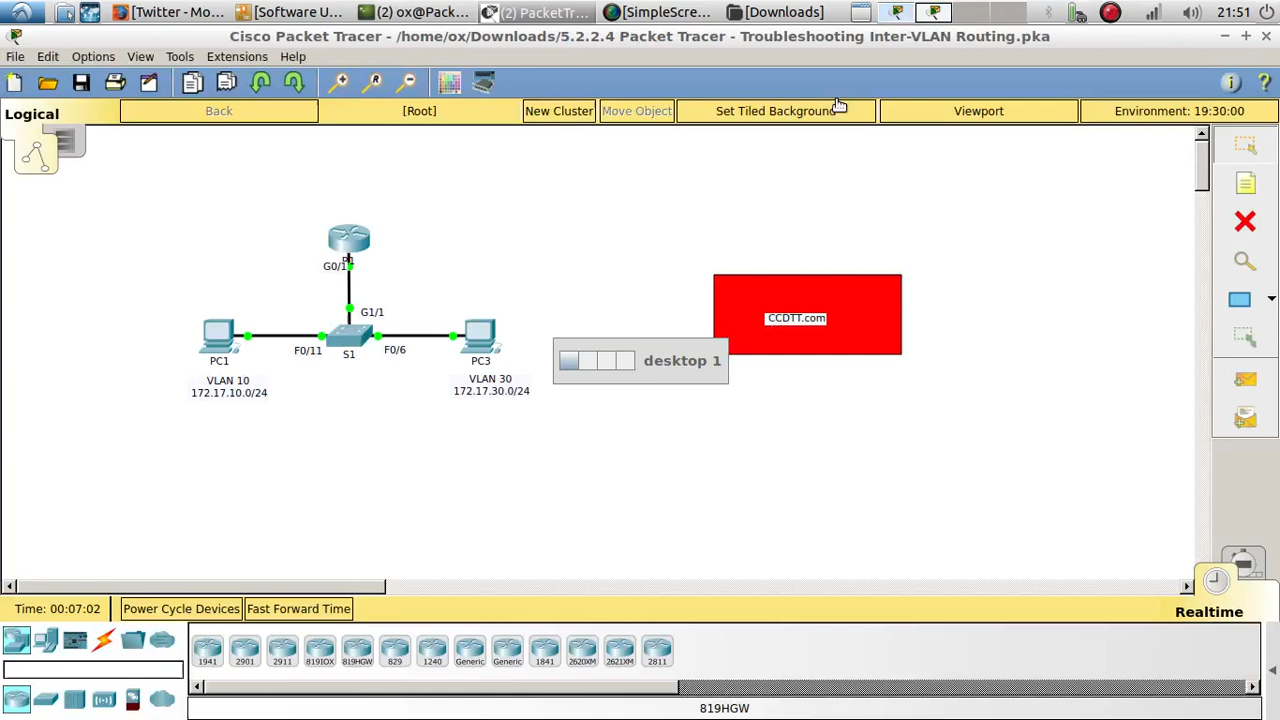 [Twitter - Mo...
[Software U...
(2) ox@Pack...
(2) PacketTr...
[SimpleScre...
[Downloads]
21:51
Cisco Packet Tracer - /home/ox/Downloads/5.2.2.4 Packet Tracer - Troubleshooting Inter-VLAN Routing.pka
File Edit Options View Tools Extensions Help
Logical
Back
[Root]
New Cluster
Move Object
Set Tiled Background
Viewport
Environment: 19:30:00
R1
G0/1
G1/1
F0/11
F0/6
PC1
S1
PC3
VLAN 10
172.17.10.0/24
VLAN 30
172.17.30.0/24
CCDTT.com
desktop 1
Time: 00:07:02
Power Cycle Devices
Fast Forward Time
Realtime
1941
2901
2911
819IOX
819HGW
829
1240
Generic
Generic
1841
2620XM
2621XM
2811
819HGW